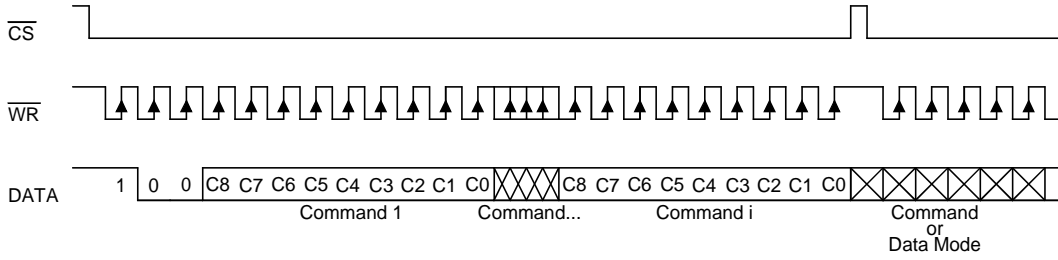 CS
WR
DATA 1 0 0 C8 C7 C6 C5 C4 C3 C2 C1 C0 C8 C7 C6 C5 C4 C3 C2 C1 C0
Command 1 Command... Command i Command
or
Data Mode